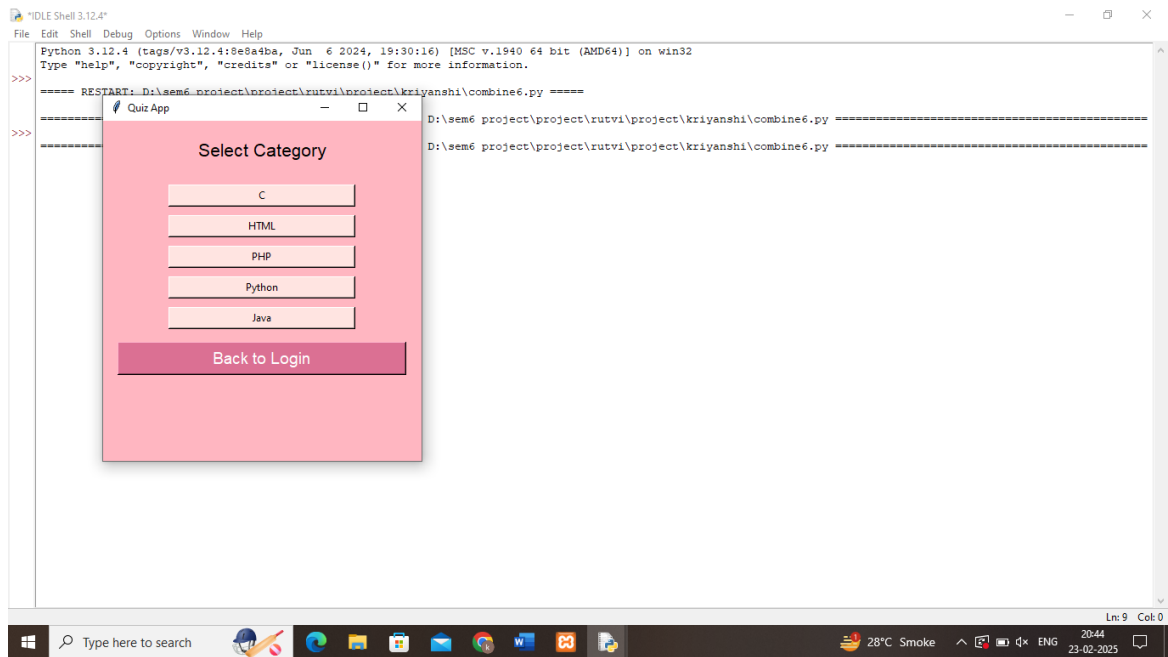 *IDLE Shell 3.12.4*
File Edit Shell Debug Options Window Help
Python 3.12.4 (tags/v3.12.4:8e8a4ba, Jun 6 2024, 19:30:16) [MSC v.1940 64 bit (AMD64)] on win32
Type "help", "copyright", "credits" or "license()" for more information.
>>>
===== RESTART: D:\sem6 project\project\rutvi\project\kriyanshi\combine6.py =====
Quiz App
D:\sem6 project\project\rutvi\project\kriyanshi\combine6.py ==============================================
>>>
D:\sem6 project\project\rutvi\project\kriyanshi\combine6.py ==============================================
Select Category
C
HTML
PHP
Python
Java
Back to Login
Ln: 9 Col: 0
Type here to search
28°C Smoke
ENG
20:44
23-02-2025